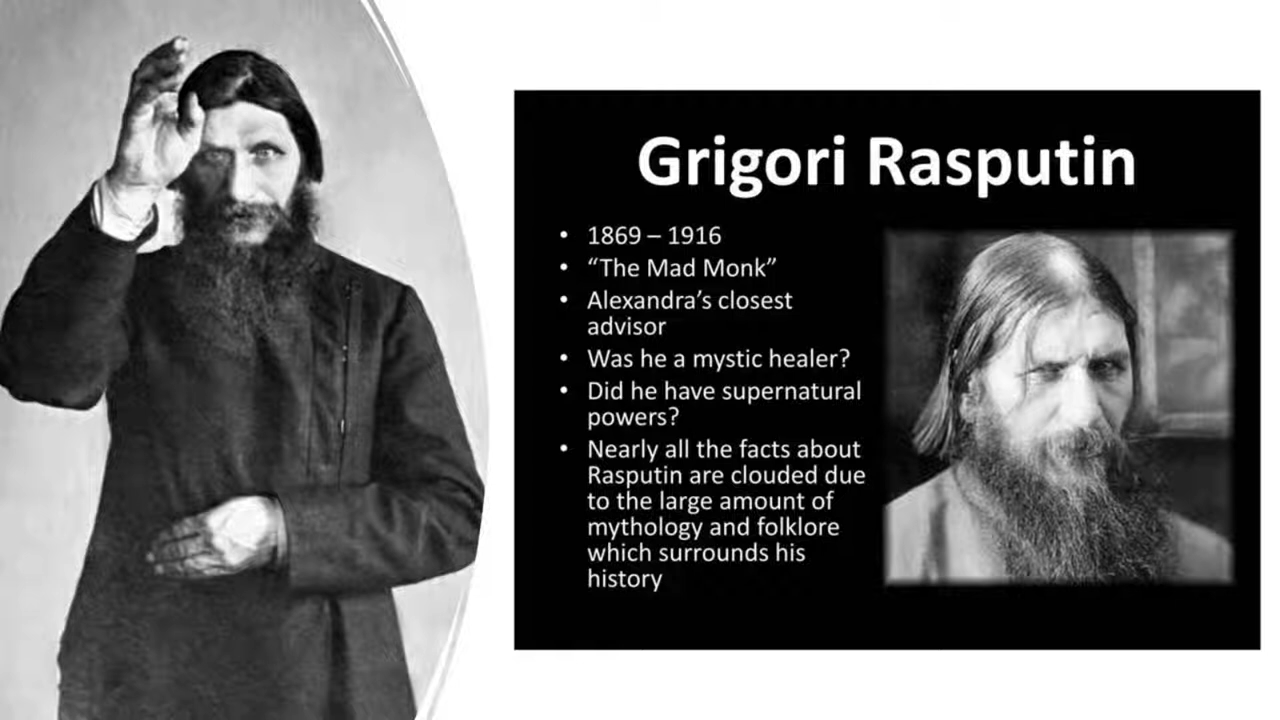 Grigori Rasputin
• 1869 – 1916
• “The Mad Monk”
• Alexandra’s closest
advisor
• Was he a mystic healer?
• Did he have supernatural
powers?
• Nearly all the facts about
Rasputin are clouded due
to the large amount of
mythology and folklore
which surrounds his
history